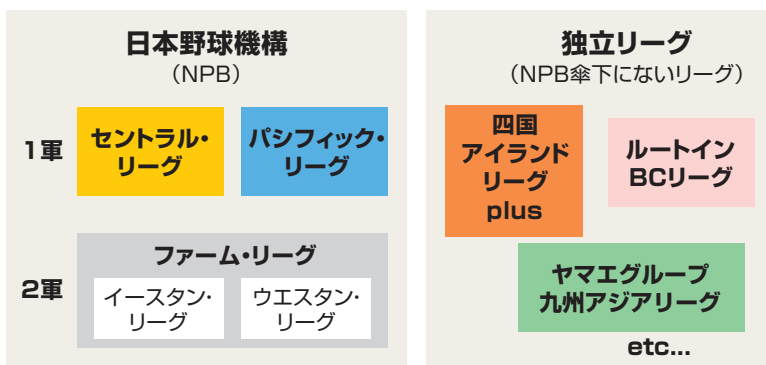 日本野球機構
（NPB）
1軍
セントラル・
リーグ
パシフィック・
リーグ
2軍
ファーム・リーグ
イースタン・
リーグ
ウエスタン・
リーグ
独立リーグ
（NPB傘下にないリーグ）
四国
アイランド
リーグ
plus
ルートイン
BCリーグ
ヤマエグループ
九州アジアリーグ
etc...